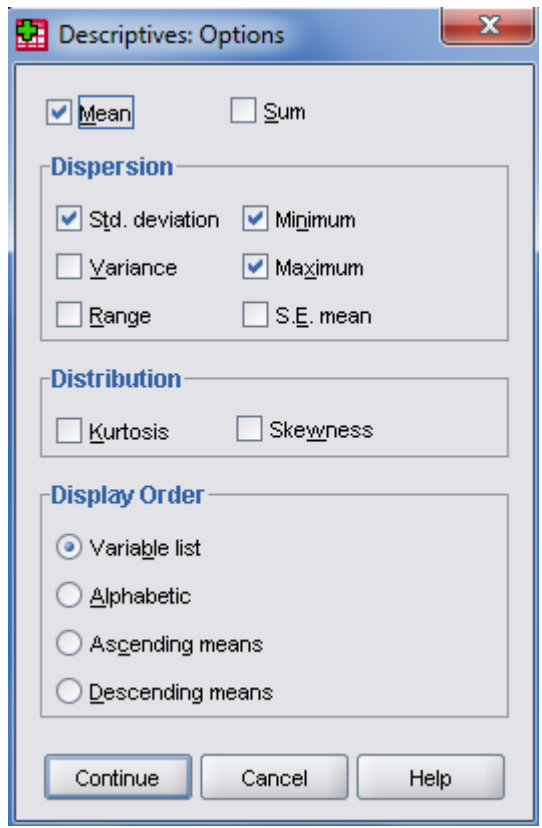 Descriptives: Options
Mean Sum
Dispersion
Std. deviation Minimum
Variance Maximum
Range S.E. mean
Distribution
Kurtosis Skewness
Display Order
Variable list
Alphabetic
Ascending means
Descending means
Continue Cancel Help